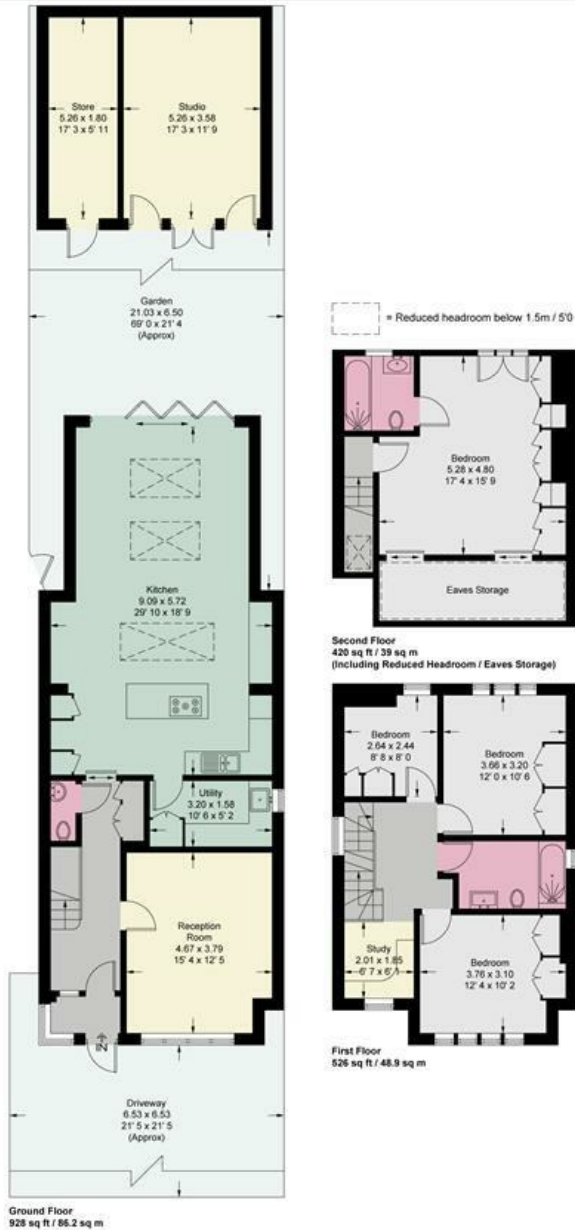 Store
5.26 x 1.80
17' 3 x 5' 11
Studio
5.26 x 3.58
17' 3 x 11' 9
Garden
21.03 x 6.50
69' 0 x 21' 4
(Approx)
Kitchen
9.09 x 5.72
29' 10 x 18' 9
Utility
3.20 x 1.58
10' 6 x 5' 2
Reception
Room
4.67 x 3.79
15' 4 x 12' 5
IN
Driveway
6.53 x 6.53
21' 5 x 21' 5
(Approx)
Ground Floor
928 sq ft / 86.2 sq m
= Reduced headroom below 1.5m / 5'0
Bedroom
5.28 x 4.80
17' 4 x 15' 9
Eaves Storage
Second Floor
420 sq ft / 39 sq m
(Including Reduced Headroom / Eaves Storage)
Bedroom
2.64 x 2.44
8' 8 x 8' 0
Bedroom
3.66 x 3.20
12' 0 x 10' 6
Study
2.01 x 1.85
6' 7 x 6' 1
Bedroom
3.76 x 3.10
12' 4 x 10' 2
First Floor
526 sq ft / 48.9 sq m